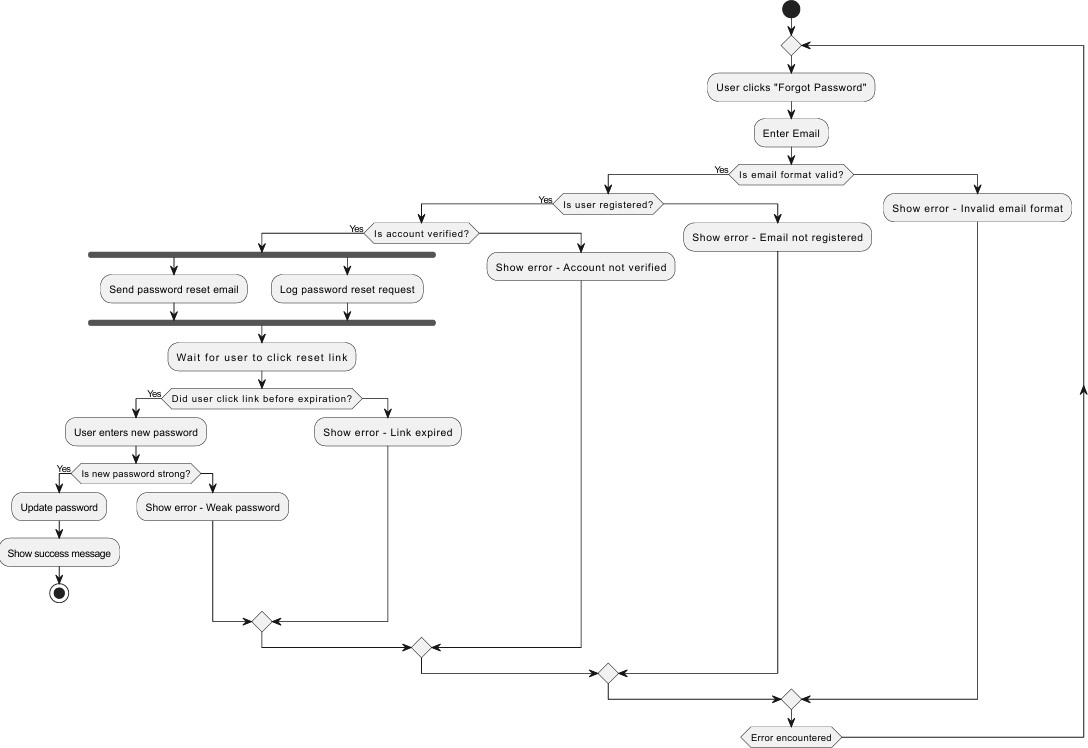 User clicks "Forgot Password"
Enter Email
Yes
Is email format valid?
Yes
Is user registered?
Show error - Invalid email format
Yes
Is account verified?
Show error - Email not registered
Show error - Account not verified
Send password reset email
Log password reset request
Wait for user to click reset link
Yes
Did user click link before expiration?
User enters new password
Show error - Link expired
Yes
Is new password strong?
Update password
Show error - Weak password
Show success message
Error encountered